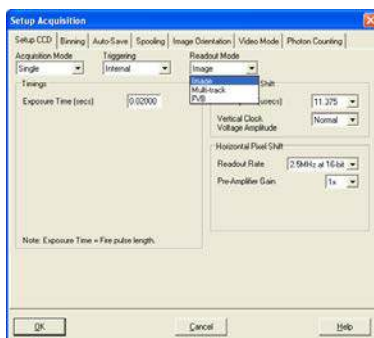 Setup Acquisition
Setup CCD Binning Auto-Save Spooling Image Orientation Video Mode Photon Counting
Acquisition Mode Triggering Readout Mode
Single Internal Image
Image
Multi-track
FVB
Timings Shift
Exposure Time (secs) 0.02000 usecs) 11.375
Vertical Clock
Voltage Amplitude Normal
Horizontal Pixel Shift
Readout Rate 2.5MHz at 16-bit
Pre-Amplifier Gain 1x
Note: Exposure Time = Fire pulse length.
OK Cancel Help